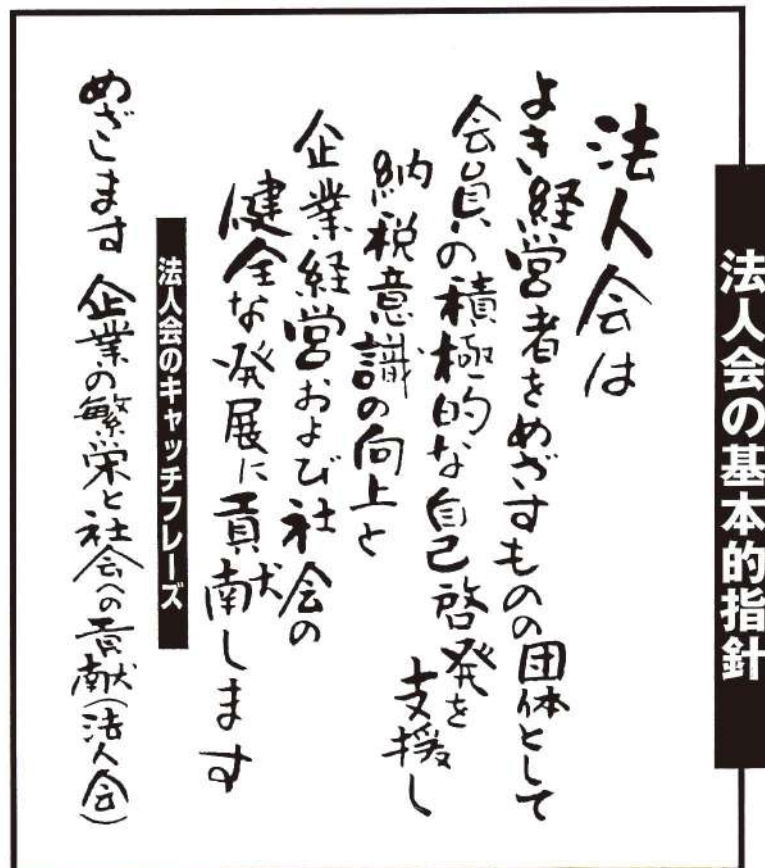 法人会の基本的指針
法人会は
よき経営者をめざすものの団体として
会員の積極的な自己啓発を
支援し
納税意識の向上と
企業経営および社会の
健全な発展に貢献します
法人会のキャッチフレーズ
めざします 企業の繁栄と社会への貢献(法人会)